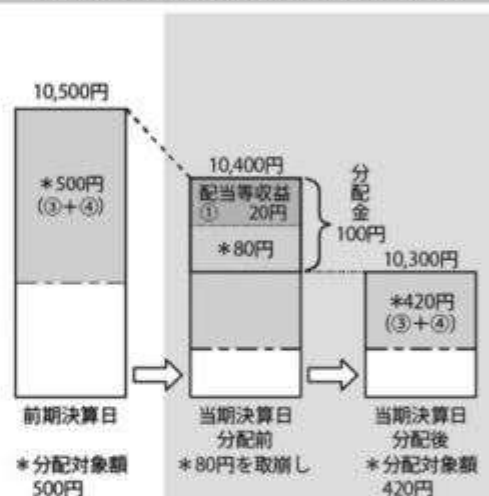 10,500円
＊500円
(③＋④)
10,400円
配当等収益
① 20円
＊80円
分配金
100円
10,300円
＊420円
(③＋④)
前期決算日
当期決算日
分配前
当期決算日
分配後
＊分配対象額
500円
＊80円を取崩し
＊分配対象額
420円